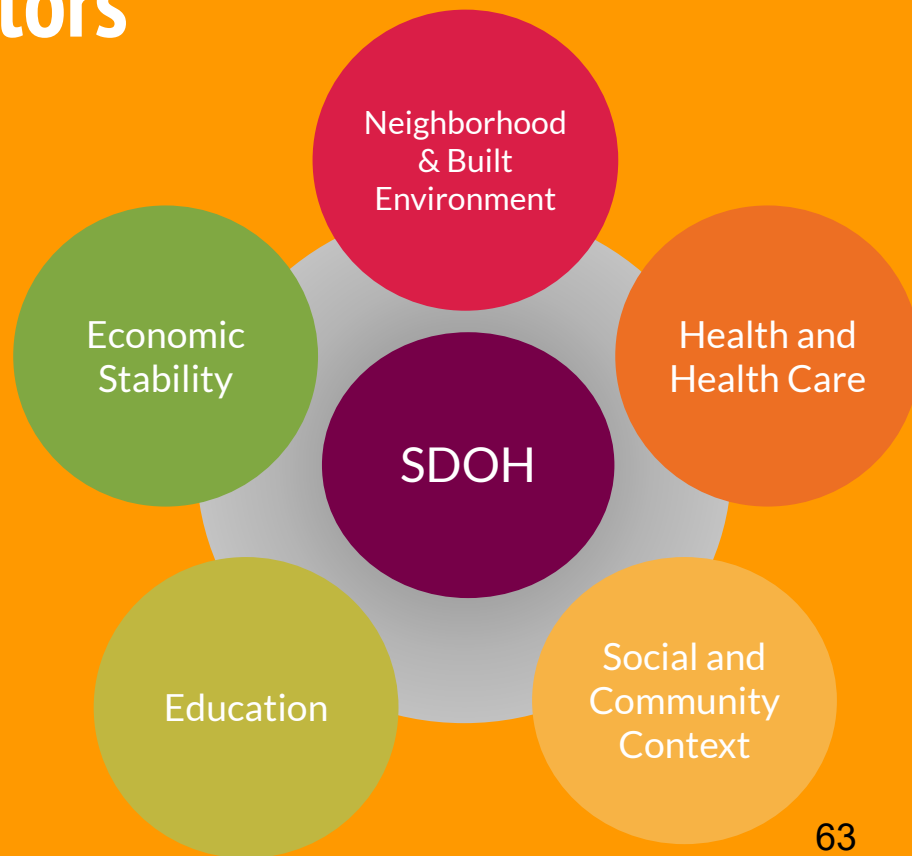 tors
Neighborhood
& Built
Environment
Economic
Stability
Health and
Health Care
SDOH
Education
Social and
Community
Context
63